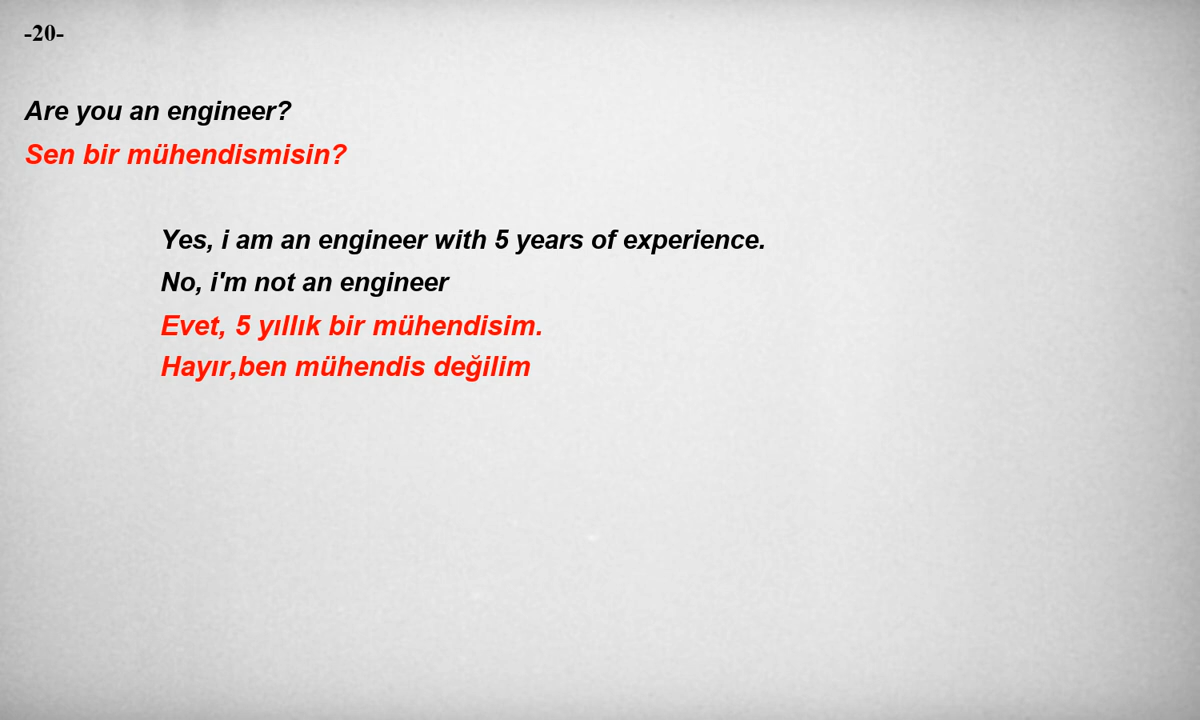 -20-
Are you an engineer?
Sen bir mühendismisin?
Yes, i am an engineer with 5 years of experience.
No, i'm not an engineer
Evet, 5 yıllık bir mühendisim.
Hayır,ben mühendis değilim